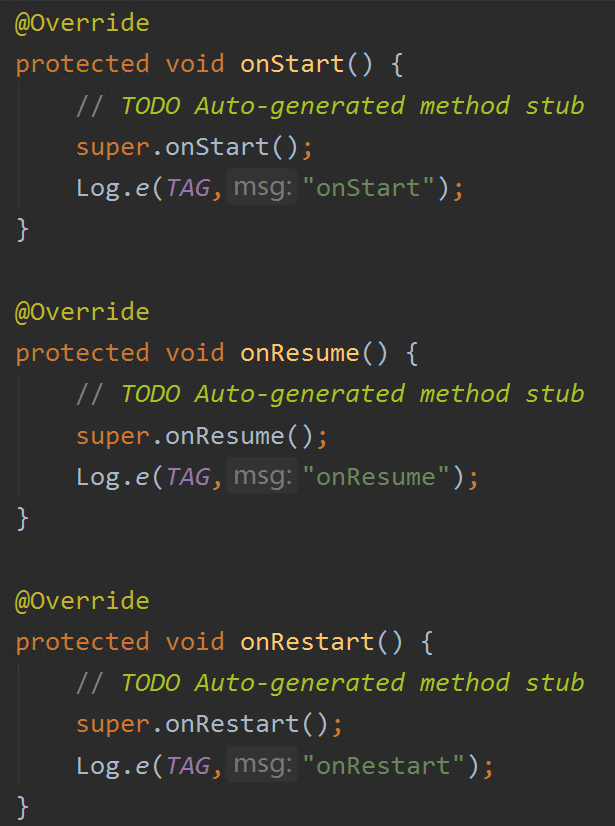 @Override
protected void onStart() {
// TODO Auto-generated method stub
super.onStart();
Log.e(TAG, msg: "onStart");
}
@Override
protected void onResume() {
// TODO Auto-generated method stub
super.onResume();
Log.e(TAG, msg: "onResume");
}
@Override
protected void onRestart() {
// TODO Auto-generated method stub
super.onRestart();
Log.e(TAG, msg: "onRestart");
}